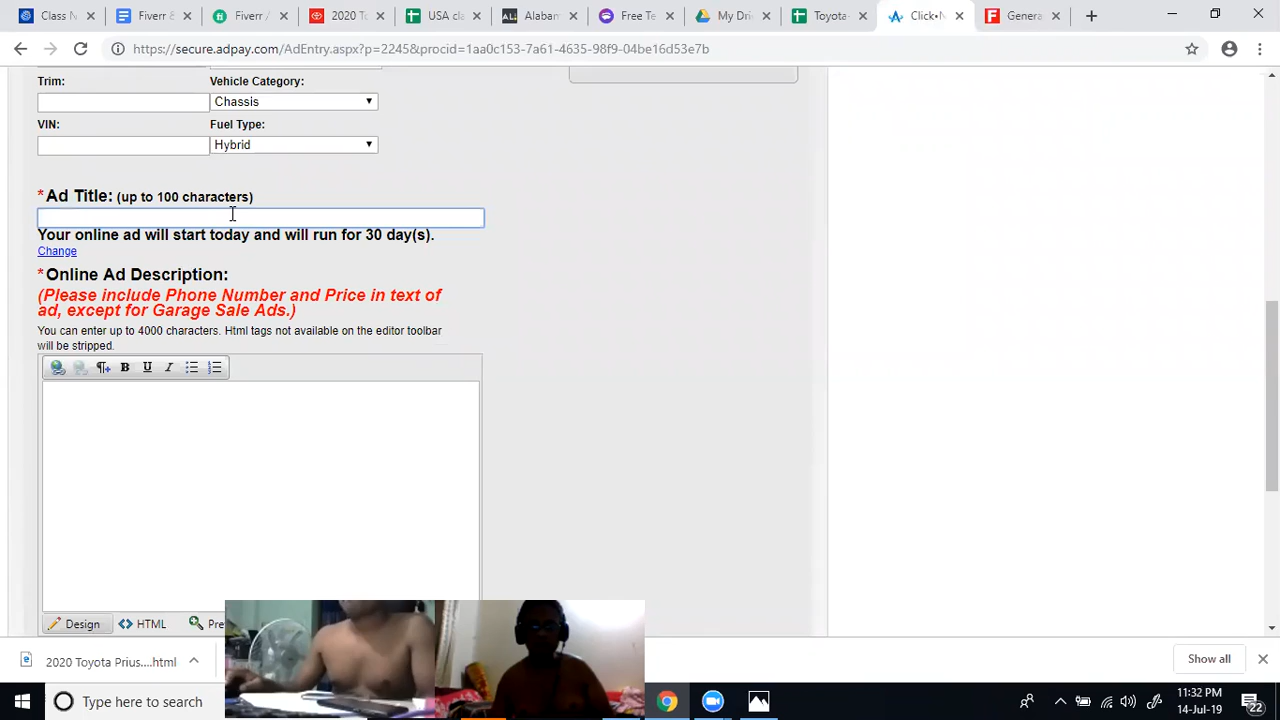 Class N
Fiverr 8
Fiverr A
2020 T
USA cl
Alabam
Free Te
My Dri
Toyota
Click•N
Genera
https://secure.adpay.com/AdEntry.aspx?p=2245&procid=1aa0c153-7a61-4635-98f9-04be16d53e7b
Trim: Vehicle Category:
Chassis
VIN: Fuel Type:
Hybrid
*Ad Title: (up to 100 characters)
Your online ad will start today and will run for 30 day(s).
Change
*Online Ad Description:
(Please include Phone Number and Price in text of
ad, except for Garage Sale Ads.)
You can enter up to 4000 characters. Html tags not available on the editor toolbar
will be stripped.
B U I
Design HTML Pre
2020 Toyota Prius....html
Show all
Type here to search
11:32 PM
14-Jul-19
22